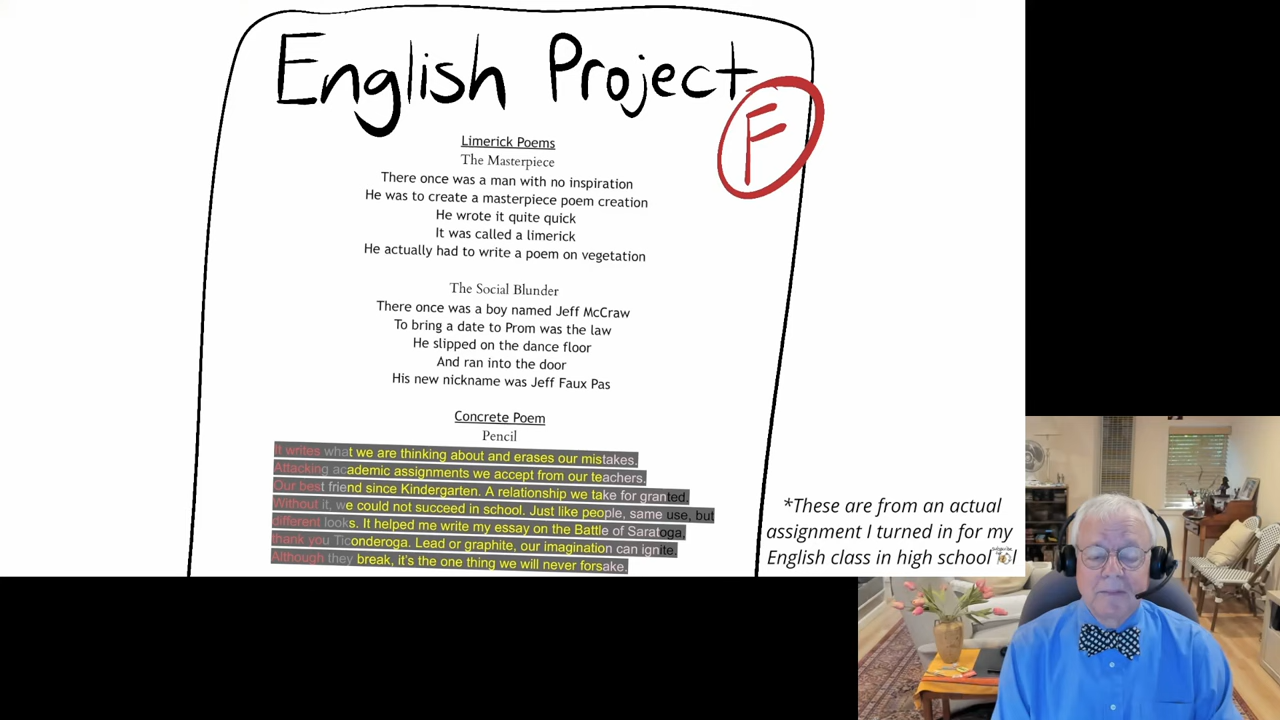 English Project
F
Limerick Poems
The Masterpiece
There once was a man with no inspiration
He was to create a masterpiece poem creation
He wrote it quite quick
It was called a limerick
He actually had to write a poem on vegetation
The Social Blunder
There once was a boy named Jeff McCraw
To bring a date to Prom was the law
He slipped on the dance floor
And ran into the door
His new nickname was Jeff Faux Pas
Concrete Poem
Pencil
It writes what we are thinking about and erases our mistakes.
Attacking academic assignments we accept from our teachers.
Our best friend since Kindergarten. A relationship we take for granted.
Without it, we could not succeed in school. Just like people, same use, but
different looks. It helped me write my essay on the Battle of Saratoga,
thank you Ticonderoga. Lead or graphite, our imagination can ignite.
Although they break, it's the one thing we will never forsake.
*These are from an actual
assignment I turned in for my
English class in high school lol